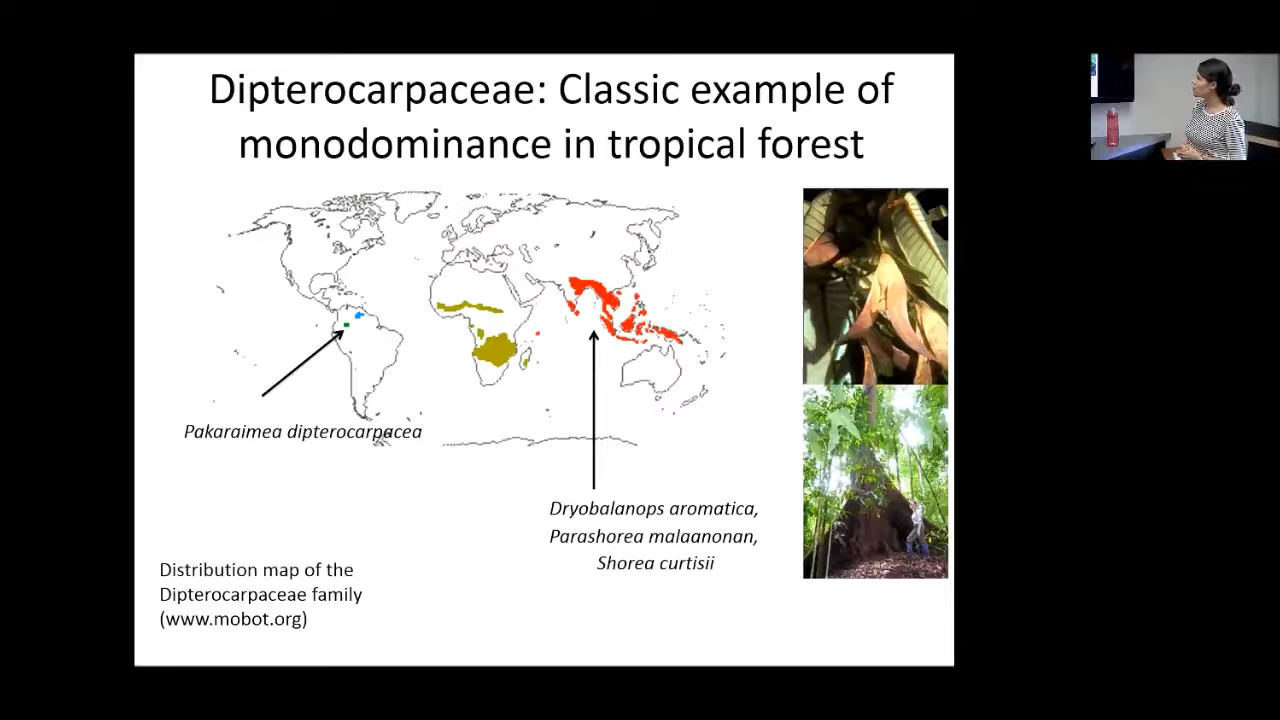 Dipterocarpaceae: Classic example of
monodominance in tropical forest
Pakaraimea dipterocarpacea
Dryobalanops aromatica,
Parashorea malaanonan,
Shorea curtisii
Distribution map of the
Dipterocarpaceae family
(www.mobot.org)